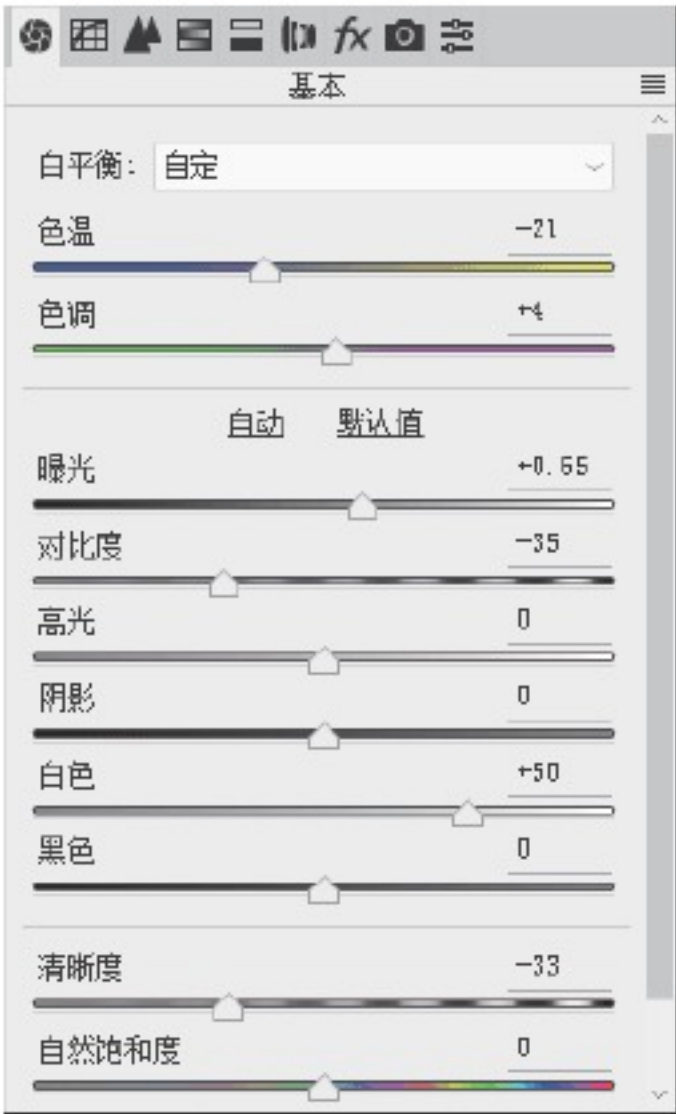 fx
基本
白平衡: 自定
色温 -21
色调 +4
自动 默认值
曝光 +0.65
对比度 -35
高光 0
阴影 0
白色 +50
黑色 0
清晰度 -33
自然饱和度 0